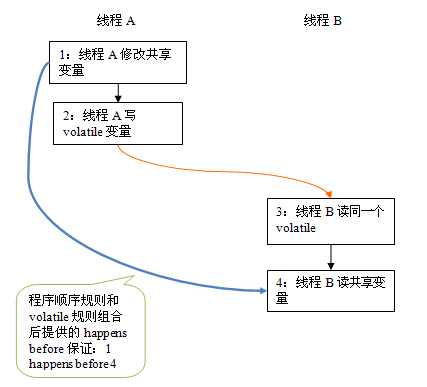 线程 A
线程 B
1：线程 A 修改共享
变量
2：线程 A 写
volatile 变量
3：线程 B 读同一个
volatile
4：线程 B 读共享变
量
程序顺序规则和
volatile 规则组合
后提供的 happens
before 保证：1
happens before 4